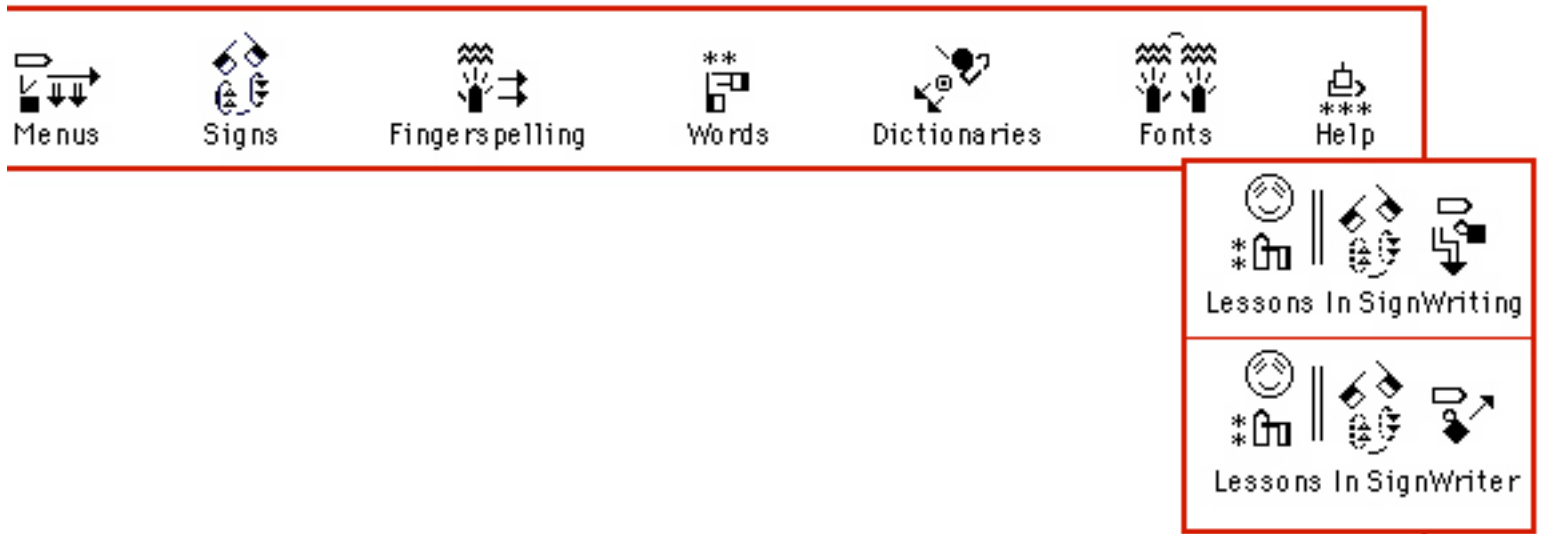 Menus Signs Fingerspelling Words Dictionaries Fonts Help
Lessons In SignWriting
Lessons In SignWriter